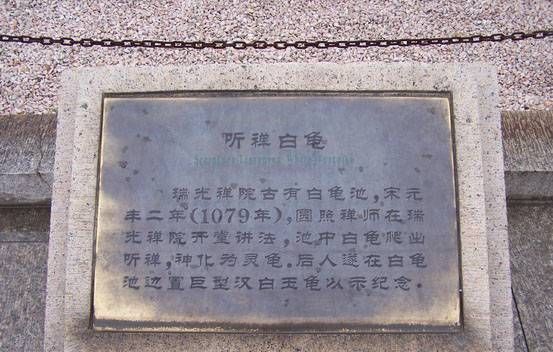 听禅白龟
瑞光禅院古有白龟池，宋元
丰二年(1079年)，圆照禅师在瑞
光禅院开堂讲法，池中白龟爬出
听禅，神化为灵龟。后人遂在白龟
池边置巨型汉白玉龟以示纪念。